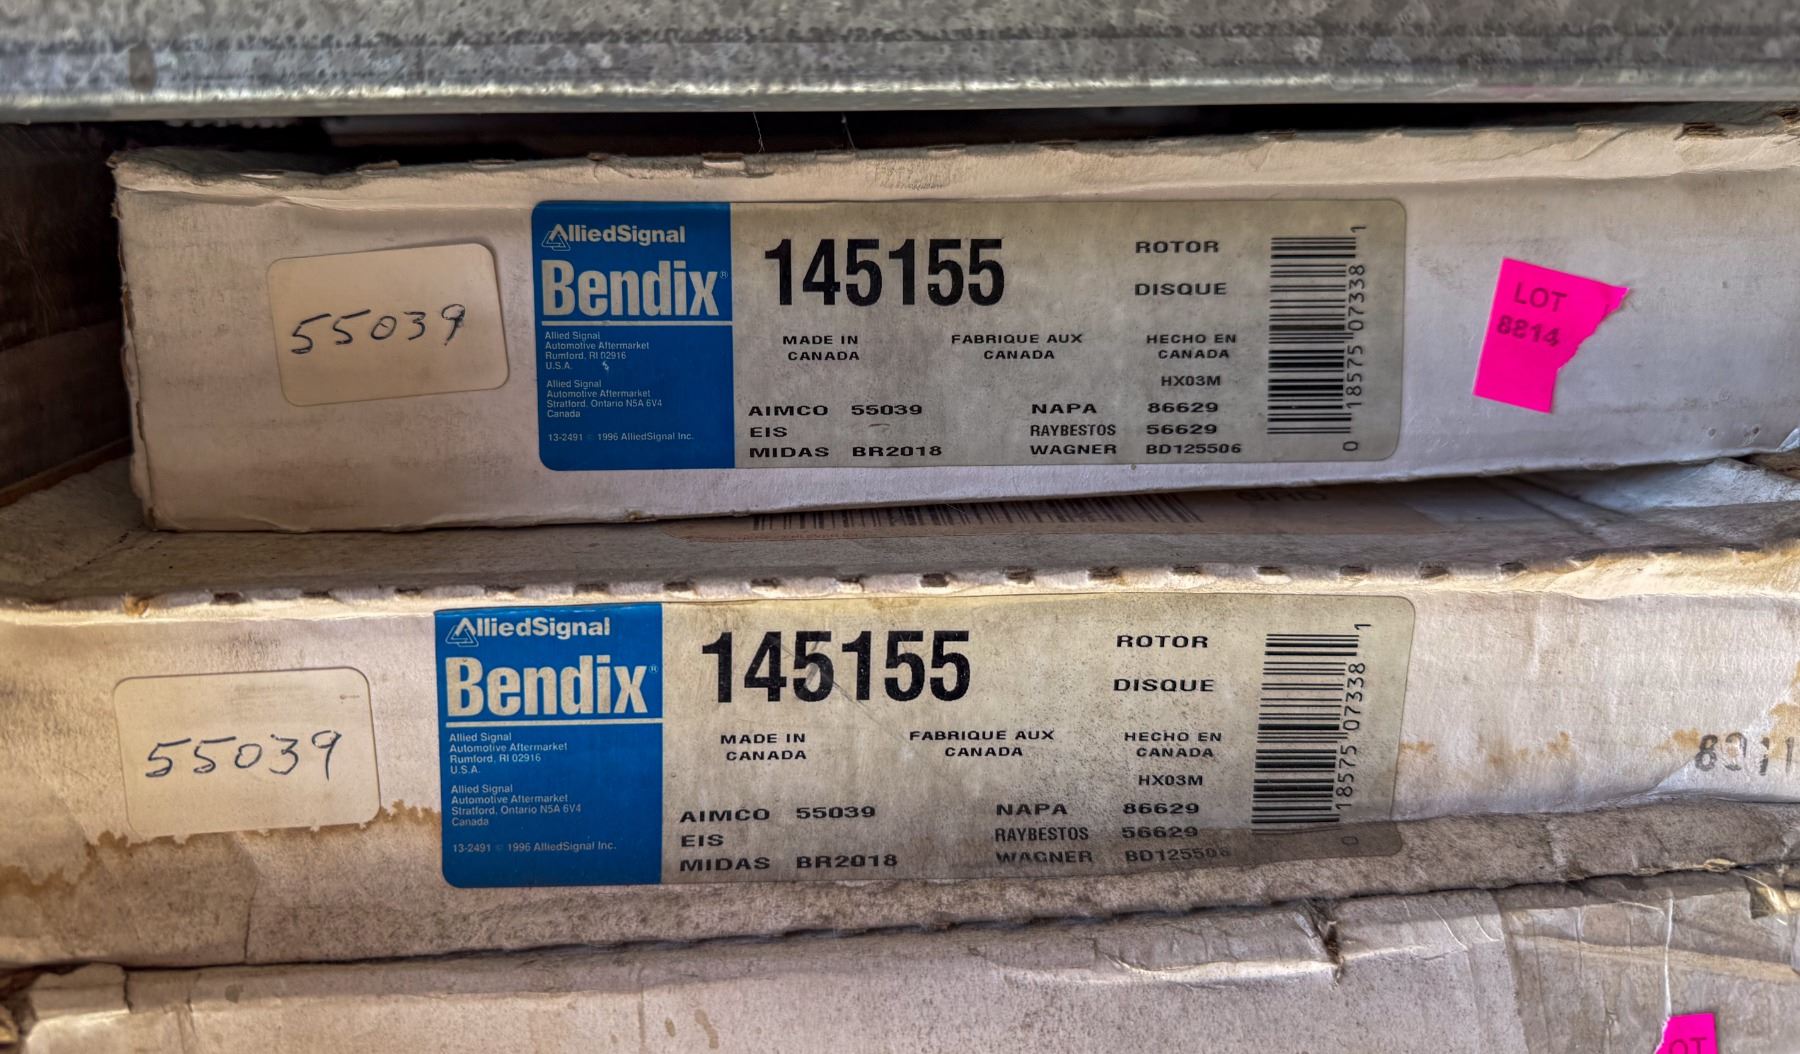 55039
AlliedSignal
Bendix®
Allied Signal
Automotive Aftermarket
Rumford, RI 02916
U.S.A.
Allied Signal
Automotive Aftermarket
Stratford, Ontario N5A 6V4
Canada
13-2491 © 1996 AlliedSignal Inc.
145155
ROTOR
DISQUE
MADE IN
CANADA
FABRIQUE AUX
CANADA
HECHO EN
CANADA
HX03M
AIMCO 55039
EIS
MIDAS BR2018
NAPA 86629
RAYBESTOS 56629
WAGNER BD125506
0 18575 07338 1
LOT
8814
55039
AlliedSignal
Bendix®
Allied Signal
Automotive Aftermarket
Rumford, RI 02916
U.S.A.
Allied Signal
Automotive Aftermarket
Stratford, Ontario N5A 6V4
Canada
13-2491 © 1996 AlliedSignal Inc.
145155
ROTOR
DISQUE
MADE IN
CANADA
FABRIQUE AUX
CANADA
HECHO EN
CANADA
HX03M
AIMCO 55039
EIS
MIDAS BR2018
NAPA 86629
RAYBESTOS 56629
WAGNER BD125506
0 18575 07338 1